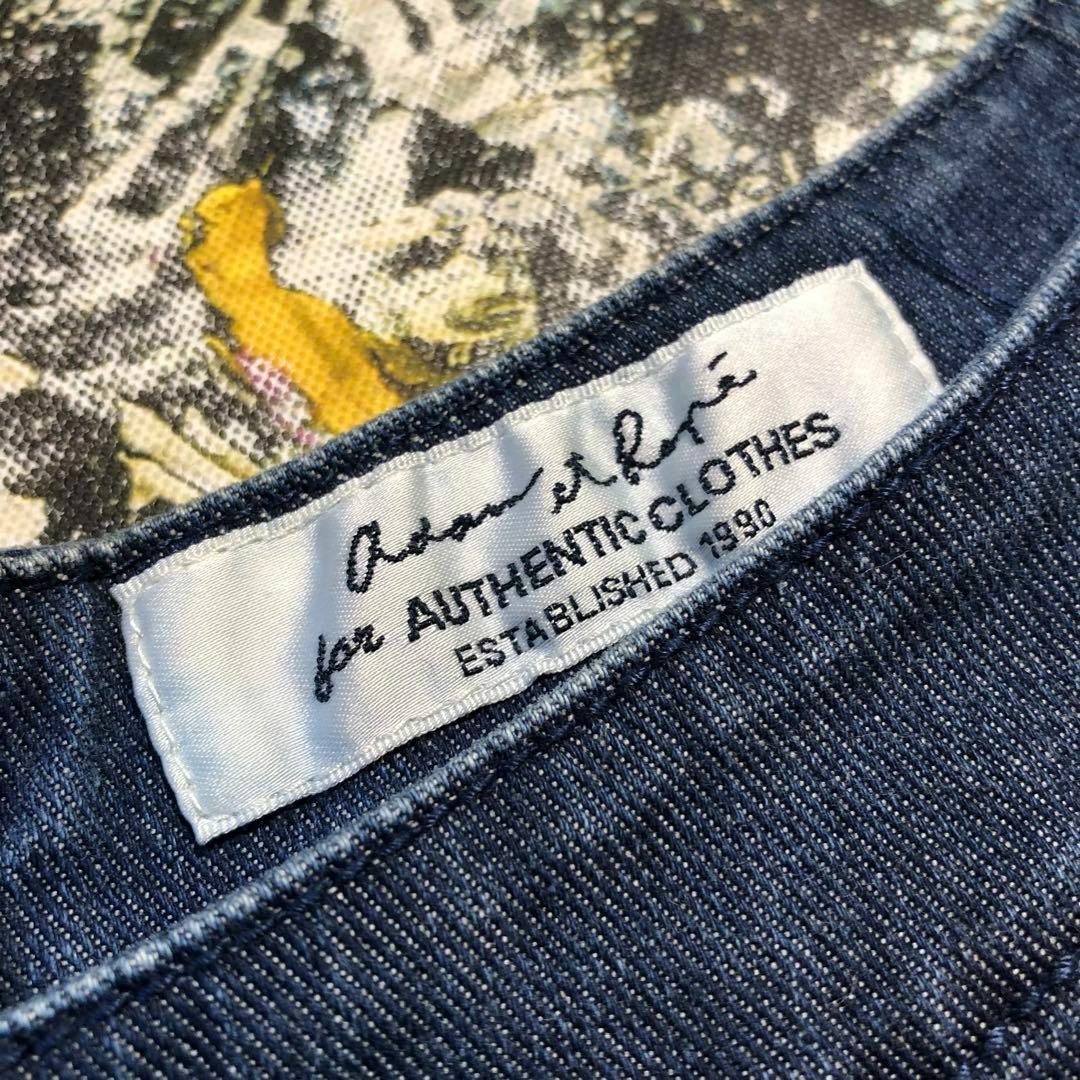 Adam et Ropé
for AUTHENTIC CLOTHES
ESTABLISHED 1990